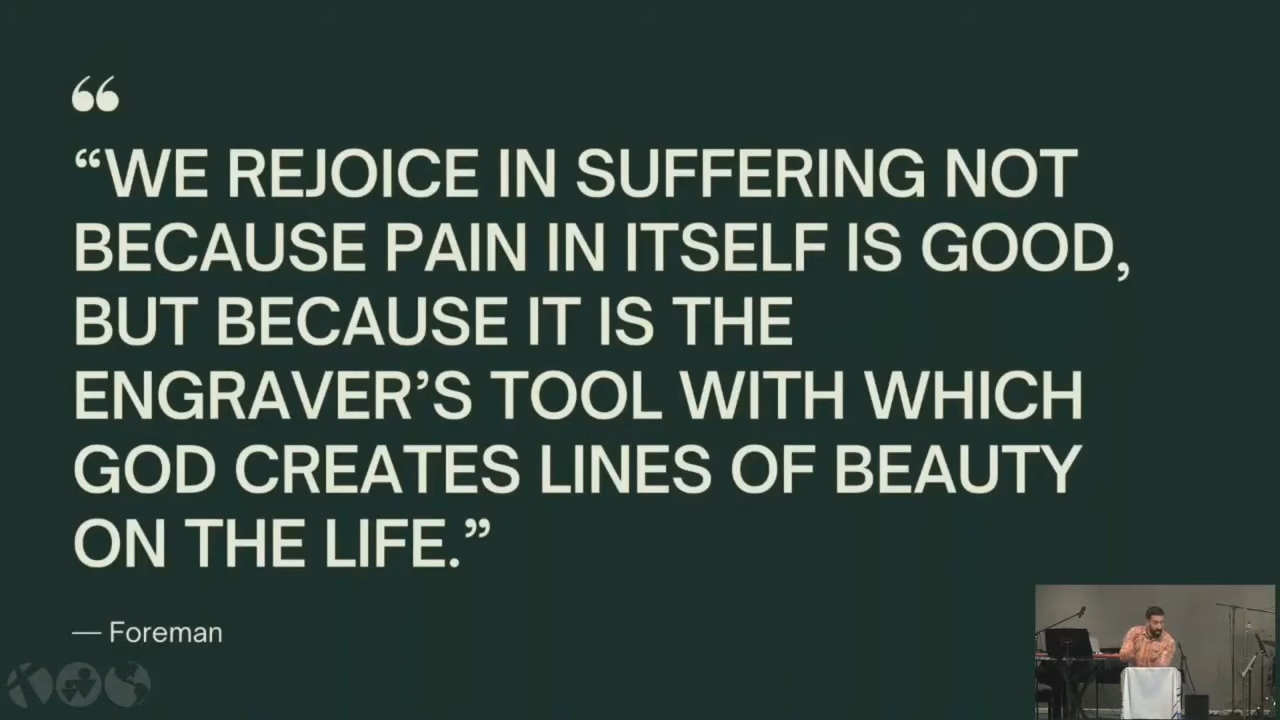 “
“WE REJOICE IN SUFFERING NOT
BECAUSE PAIN IN ITSELF IS GOOD,
BUT BECAUSE IT IS THE
ENGRAVER’S TOOL WITH WHICH
GOD CREATES LINES OF BEAUTY
ON THE LIFE.”
— Foreman